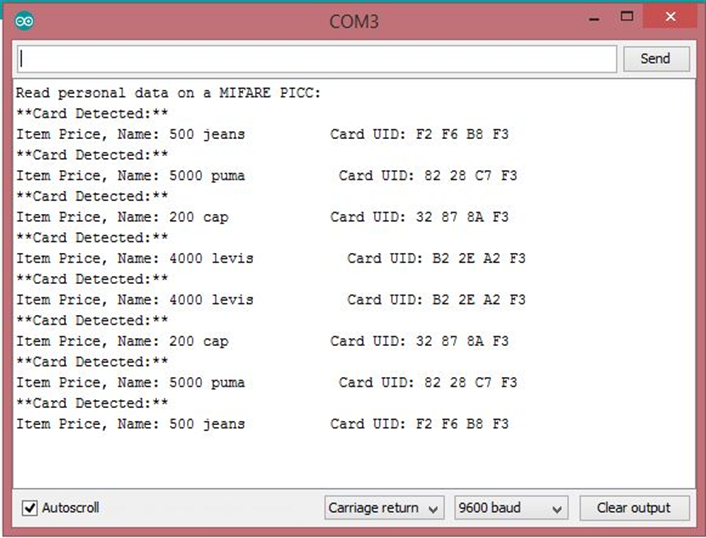 COM3
Send
Read personal data on a MIFARE PICC:
**Card Detected:**
Item Price, Name: 500 jeans Card UID: F2 F6 B8 F3
**Card Detected:**
Item Price, Name: 5000 puma Card UID: 82 28 C7 F3
**Card Detected:**
Item Price, Name: 200 cap Card UID: 32 87 8A F3
**Card Detected:**
Item Price, Name: 4000 levis Card UID: B2 2E A2 F3
**Card Detected:**
Item Price, Name: 4000 levis Card UID: B2 2E A2 F3
**Card Detected:**
Item Price, Name: 200 cap Card UID: 32 87 8A F3
**Card Detected:**
Item Price, Name: 5000 puma Card UID: 82 28 C7 F3
**Card Detected:**
Item Price, Name: 500 jeans Card UID: F2 F6 B8 F3
Autoscroll Carriage return 9600 baud Clear output